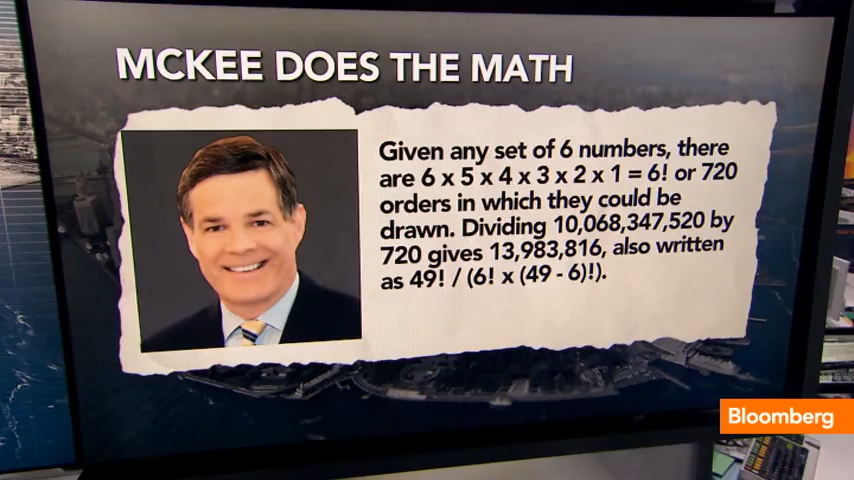 MCKEE DOES THE MATH
Given any set of 6 numbers, there
are 6 x 5 x 4 x 3 x 2 x 1 = 6! or 720
orders in which they could be
drawn. Dividing 10,068,347,520 by
720 gives 13,983,816, also written
as 49! / (6! x (49 - 6)!).
Bloomberg